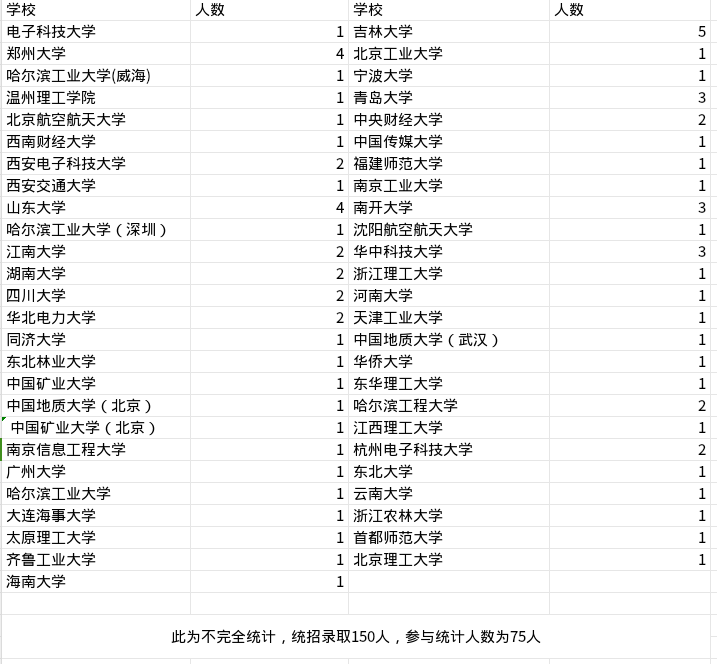 学校 人数 学校 人数
电子科技大学 1 吉林大学 5
郑州大学 4 北京工业大学 1
哈尔滨工业大学(威海) 1 宁波大学 1
温州理工学院 1 青岛大学 3
北京航空航天大学 1 中央财经大学 2
西南财经大学 1 中国传媒大学 1
西安电子科技大学 2 福建师范大学 1
西安交通大学 1 南京工业大学 1
山东大学 4 南开大学 3
哈尔滨工业大学（深圳） 1 沈阳航空航天大学 1
江南大学 2 华中科技大学 3
湖南大学 2 浙江理工大学 1
四川大学 2 河南大学 1
华北电力大学 2 天津工业大学 1
同济大学 1 中国地质大学（武汉） 1
东北林业大学 1 华侨大学 1
中国矿业大学 1 东华理工大学 1
中国地质大学（北京） 1 哈尔滨工程大学 2
中国矿业大学（北京） 1 江西理工大学 1
南京信息工程大学 1 杭州电子科技大学 2
广州大学 1 东北大学 1
哈尔滨工业大学 1 云南大学 1
大连海事大学 1 浙江农林大学 1
太原理工大学 1 首都师范大学 1
齐鲁工业大学 1 北京理工大学 1
海南大学 1
此为不完全统计，统招录取150人，参与统计人数为75人